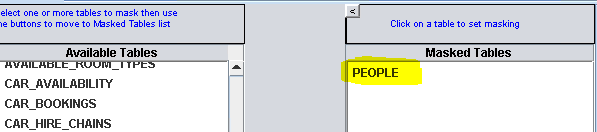 elect one or more tables to mask then use
e buttons to move to Masked Tables list
<
Click on a table to set masking
Available Tables
AVAILABLE_ROOM_TYPES
CAR_AVAILABILITY
CAR_BOOKINGS
CAR_HIRE_CHAINS
Masked Tables
PEOPLE